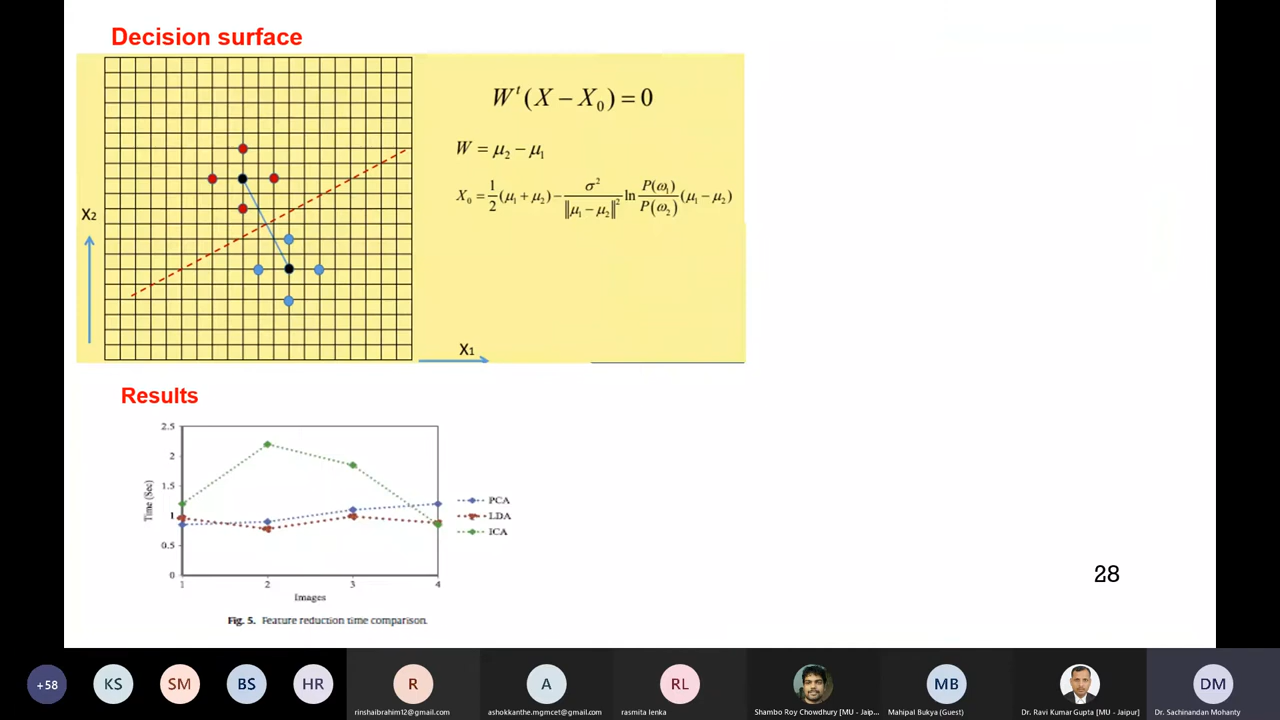 Decision surface
W^t(X − X_0) = 0
W = μ_2 − μ_1
X_0 = 1/2(μ_1 + μ_2) − σ^2/‖μ_1 − μ_2‖^2 ln P(ω_1)/P(ω_2) (μ_1 − μ_2)
X2
X1
Results
2.5
2
1.5
1
0.5
0
Time (Sec)
1 2 3 4
Images
PCA
LDA
ICA
Fig. 5. Feature reduction time comparison.
28
+58 KS SM BS HR R A RL MB DM
rinshaibrahim12@gmail.com ashokkanthe.mgmcet@gmail.com rasmita lenka Shambo Roy Chowdhury [MU - Jaip... Mahipal Bukya (Guest) Dr. Ravi Kumar Gupta [MU - Jaipur] Dr. Sachinandan Mohanty